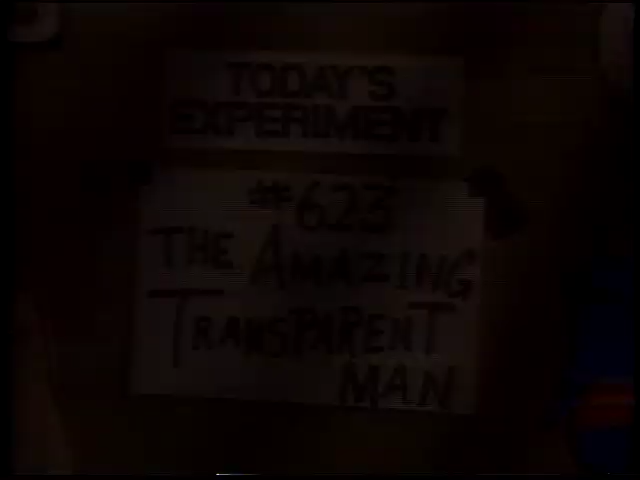 TODAY'S
EXPERIMENT
#623
THE AMAZING
TRANSPARENT
MAN